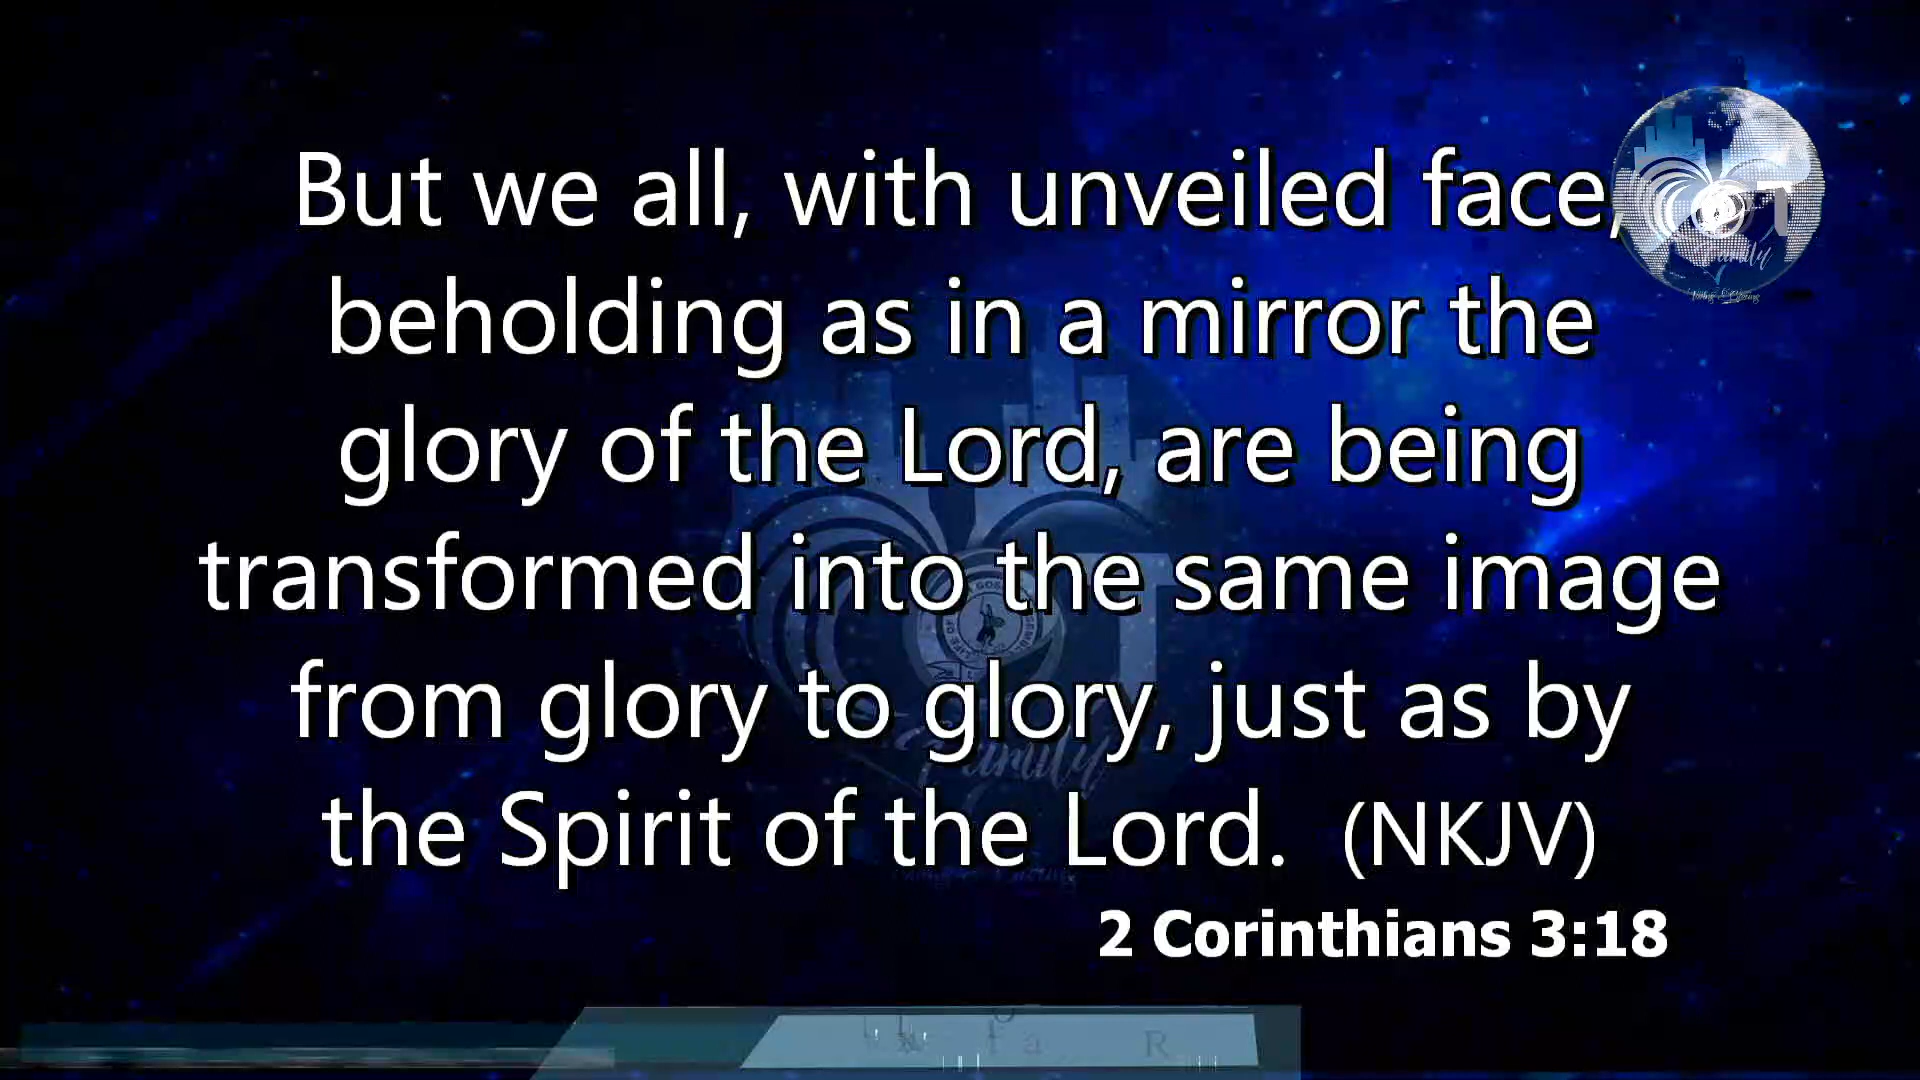 But we all, with unveiled face,
beholding as in a mirror the
glory of the Lord, are being
transformed into the same image
from glory to glory, just as by
the Spirit of the Lord. (NKJV)
2 Corinthians 3:18
Family